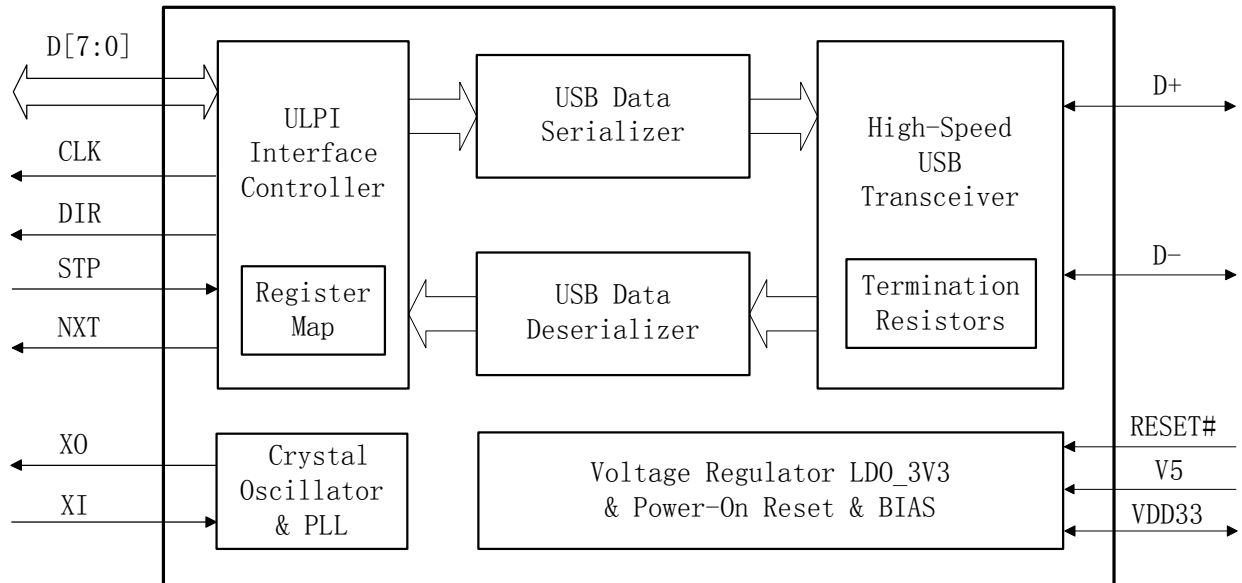 D[7:0]
CLK
DIR
STP
NXT
XO
XI
ULPI
Interface
Controller
Register
Map
USB Data
Serializer
USB Data
Deserializer
High-Speed
USB
Transceiver
Termination
Resistors
Crystal
Oscillator
& PLL
Voltage Regulator LDO_3V3
& Power-On Reset & BIAS
D+
D-
RESET#
V5
VDD33